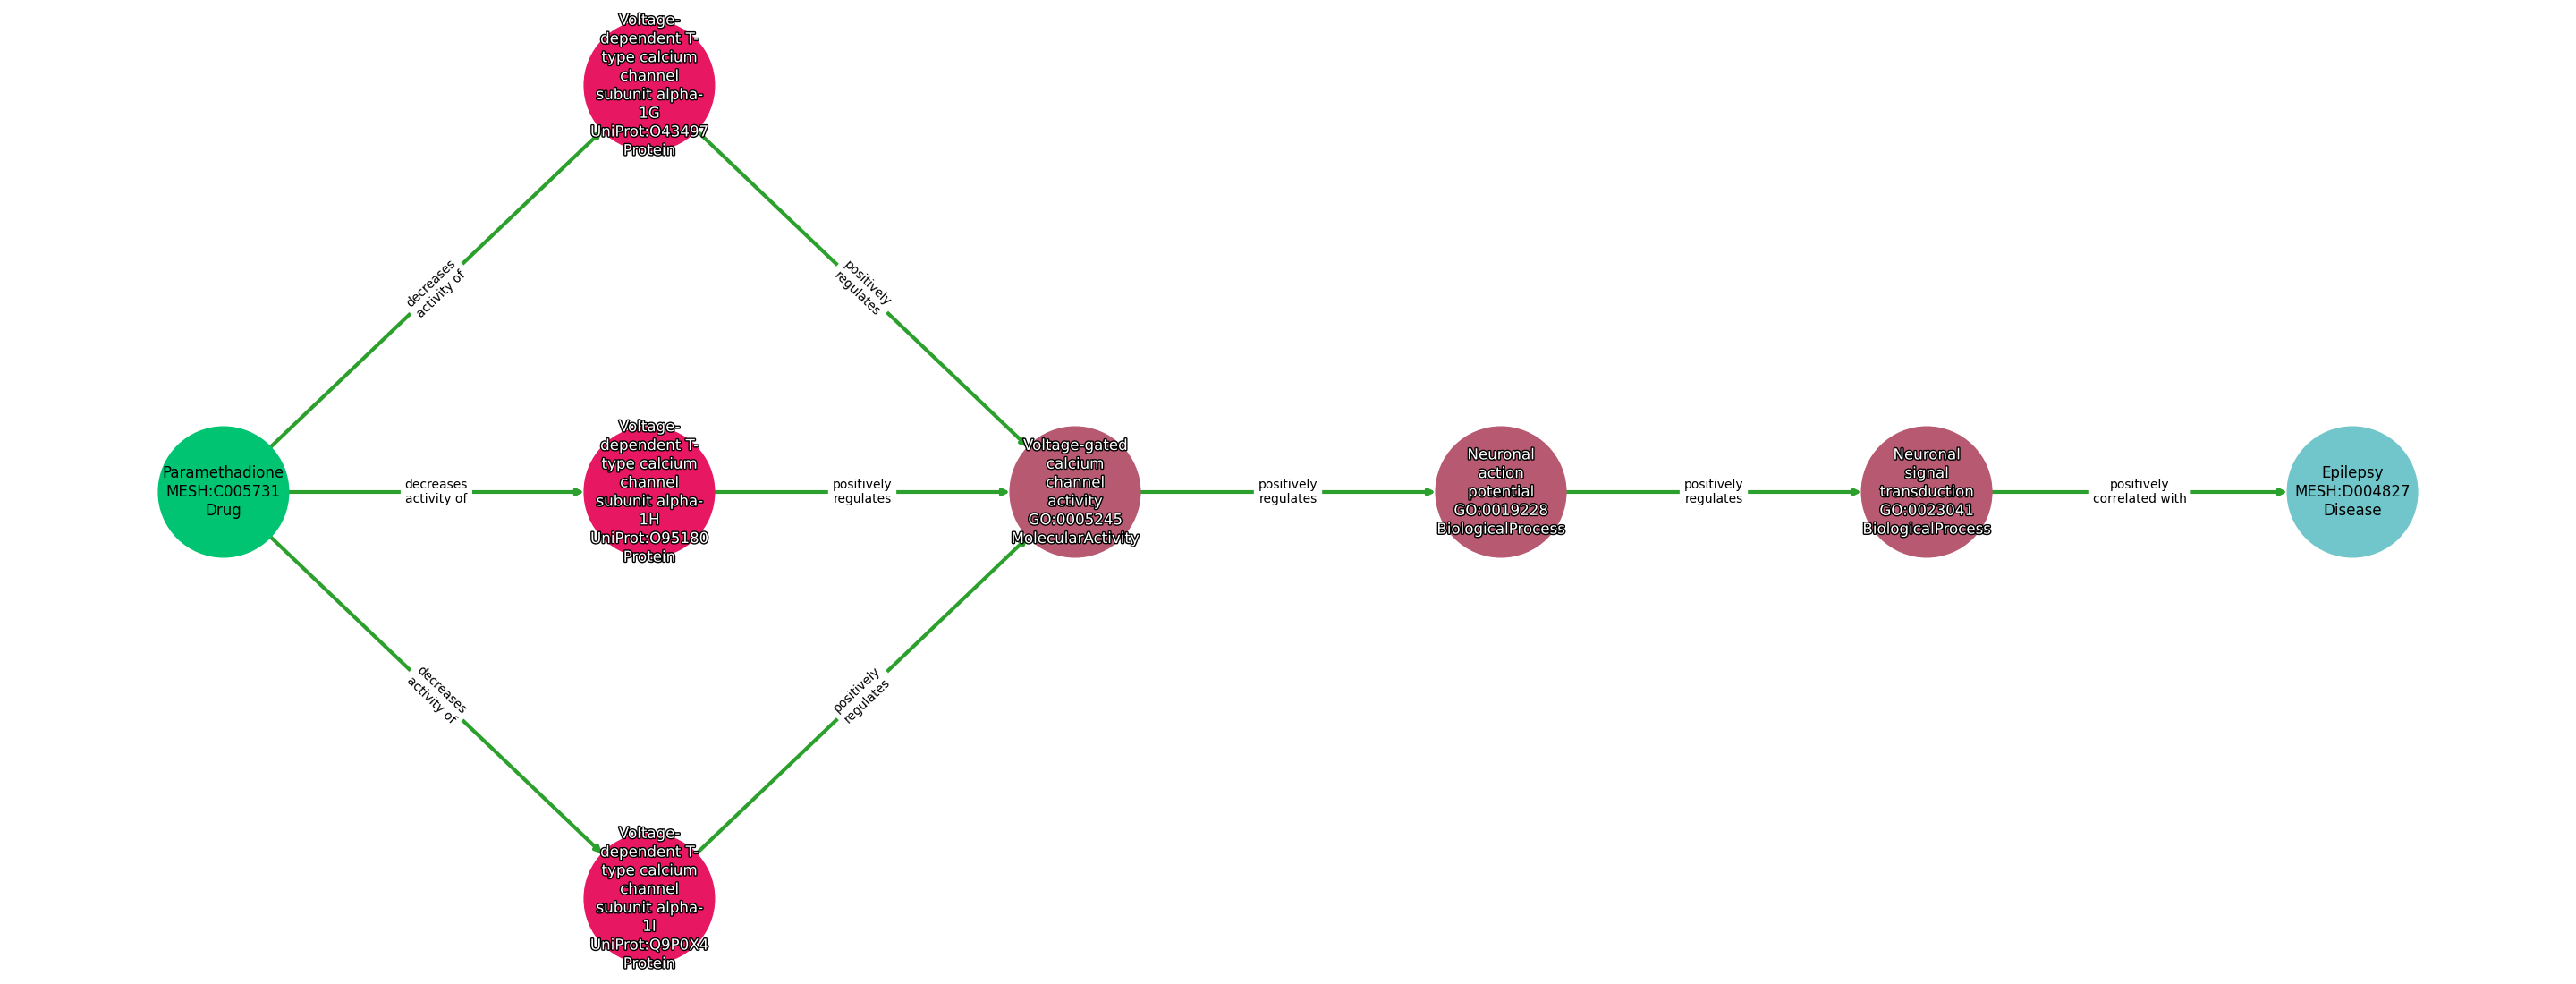 Voltage-
dependent T-
type calcium
channel
subunit alpha-
1G
UniProt:O43497
Protein
decreases
activity of
positively
regulates
Paramethadione
MESH:C005731
Drug
decreases
activity of
Voltage-
dependent T-
type calcium
channel
subunit alpha-
1H
UniProt:O95180
Protein
positively
regulates
Voltage-gated
calcium
channel
activity
GO:0005245
MolecularActivity
positively
regulates
Neuronal
action
potential
GO:0019228
BiologicalProcess
positively
regulates
Neuronal
signal
transduction
GO:0023041
BiologicalProcess
positively
correlated with
Epilepsy
MESH:D004827
Disease
decreases
activity of
positively
regulates
Voltage-
dependent T-
type calcium
channel
subunit alpha-
1I
UniProt:Q9P0X4
Protein